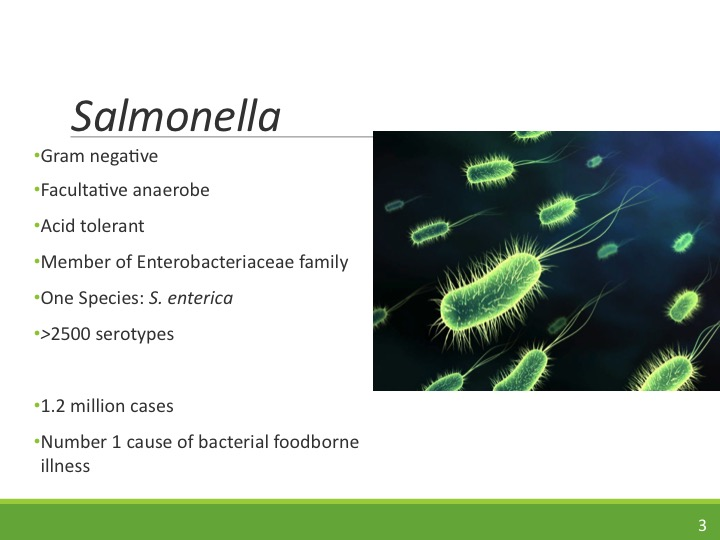 Salmonella
•Gram negative
•Facultative anaerobe
•Acid tolerant
•Member of Enterobacteriaceae family
•One Species: S. enterica
•>2500 serotypes
•1.2 million cases
•Number 1 cause of bacterial foodborne
illness
3